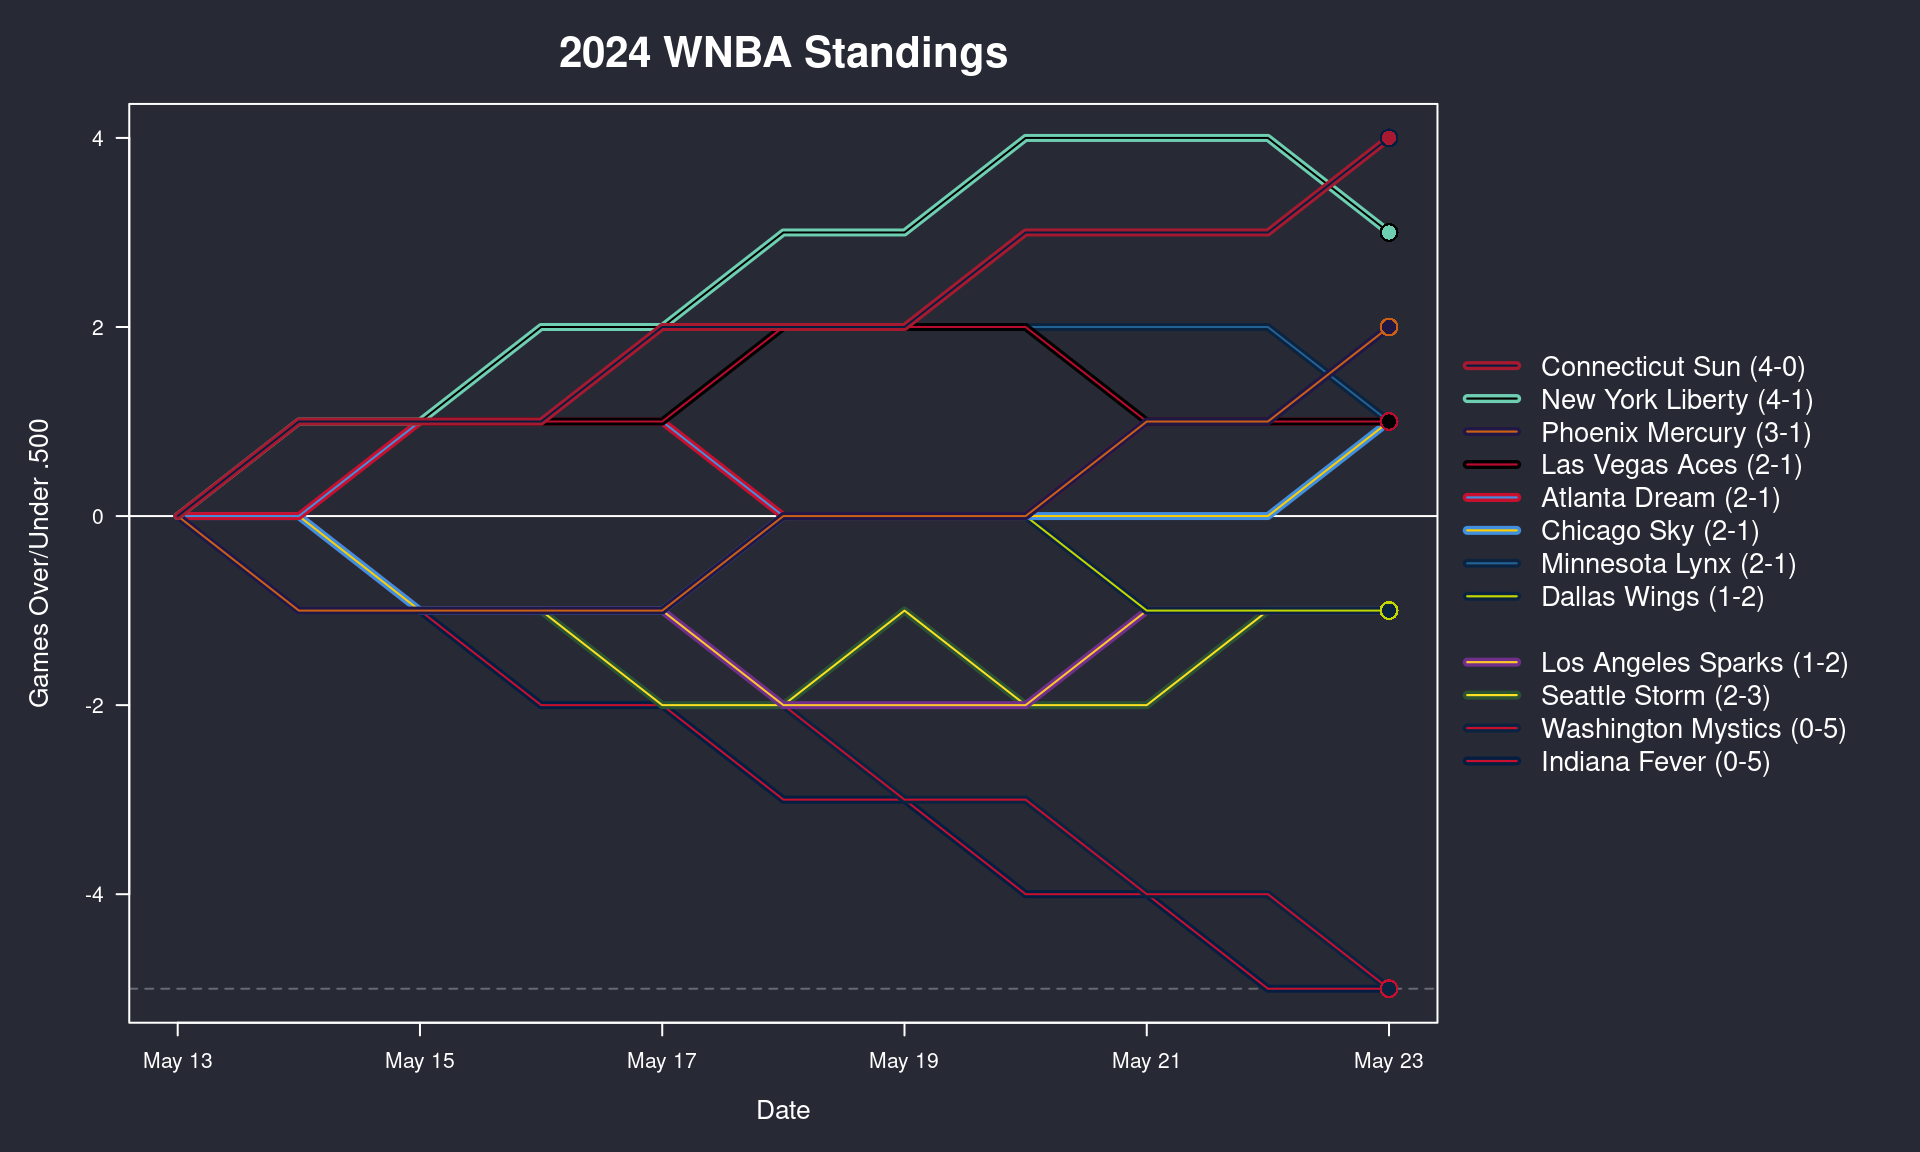 2024 WNBA Standings
Games Over/Under .500
4
2
0
-2
-4
May 13
May 15
May 17
May 19
May 21
May 23
Date
Connecticut Sun (4-0)
New York Liberty (4-1)
Phoenix Mercury (3-1)
Las Vegas Aces (2-1)
Atlanta Dream (2-1)
Chicago Sky (2-1)
Minnesota Lynx (2-1)
Dallas Wings (1-2)
Los Angeles Sparks (1-2)
Seattle Storm (2-3)
Washington Mystics (0-5)
Indiana Fever (0-5)